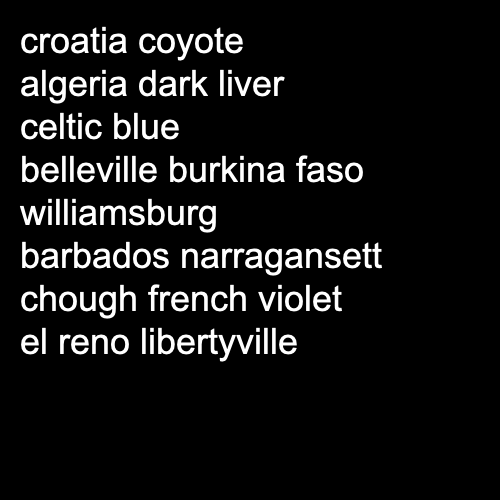 croatia coyote
algeria dark liver
celtic blue
belleville burkina faso
williamsburg
barbados narragansett
chough french violet
el reno libertyville